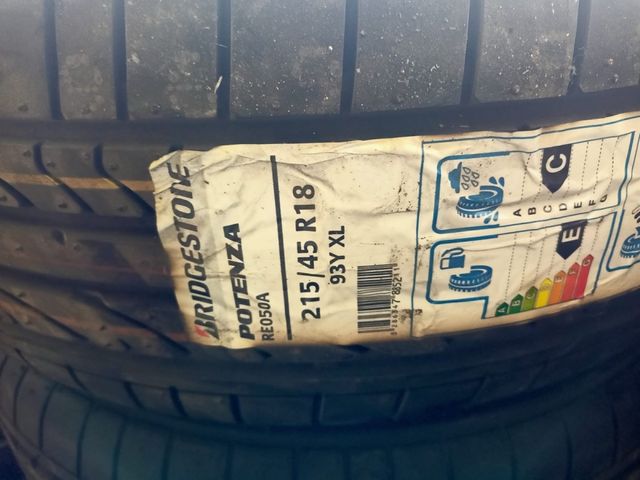 BRIDGESTONE
POTENZA
RE050A
215/45 R18
93Y XL
C
A B C D E F G
E
A B C D E F G